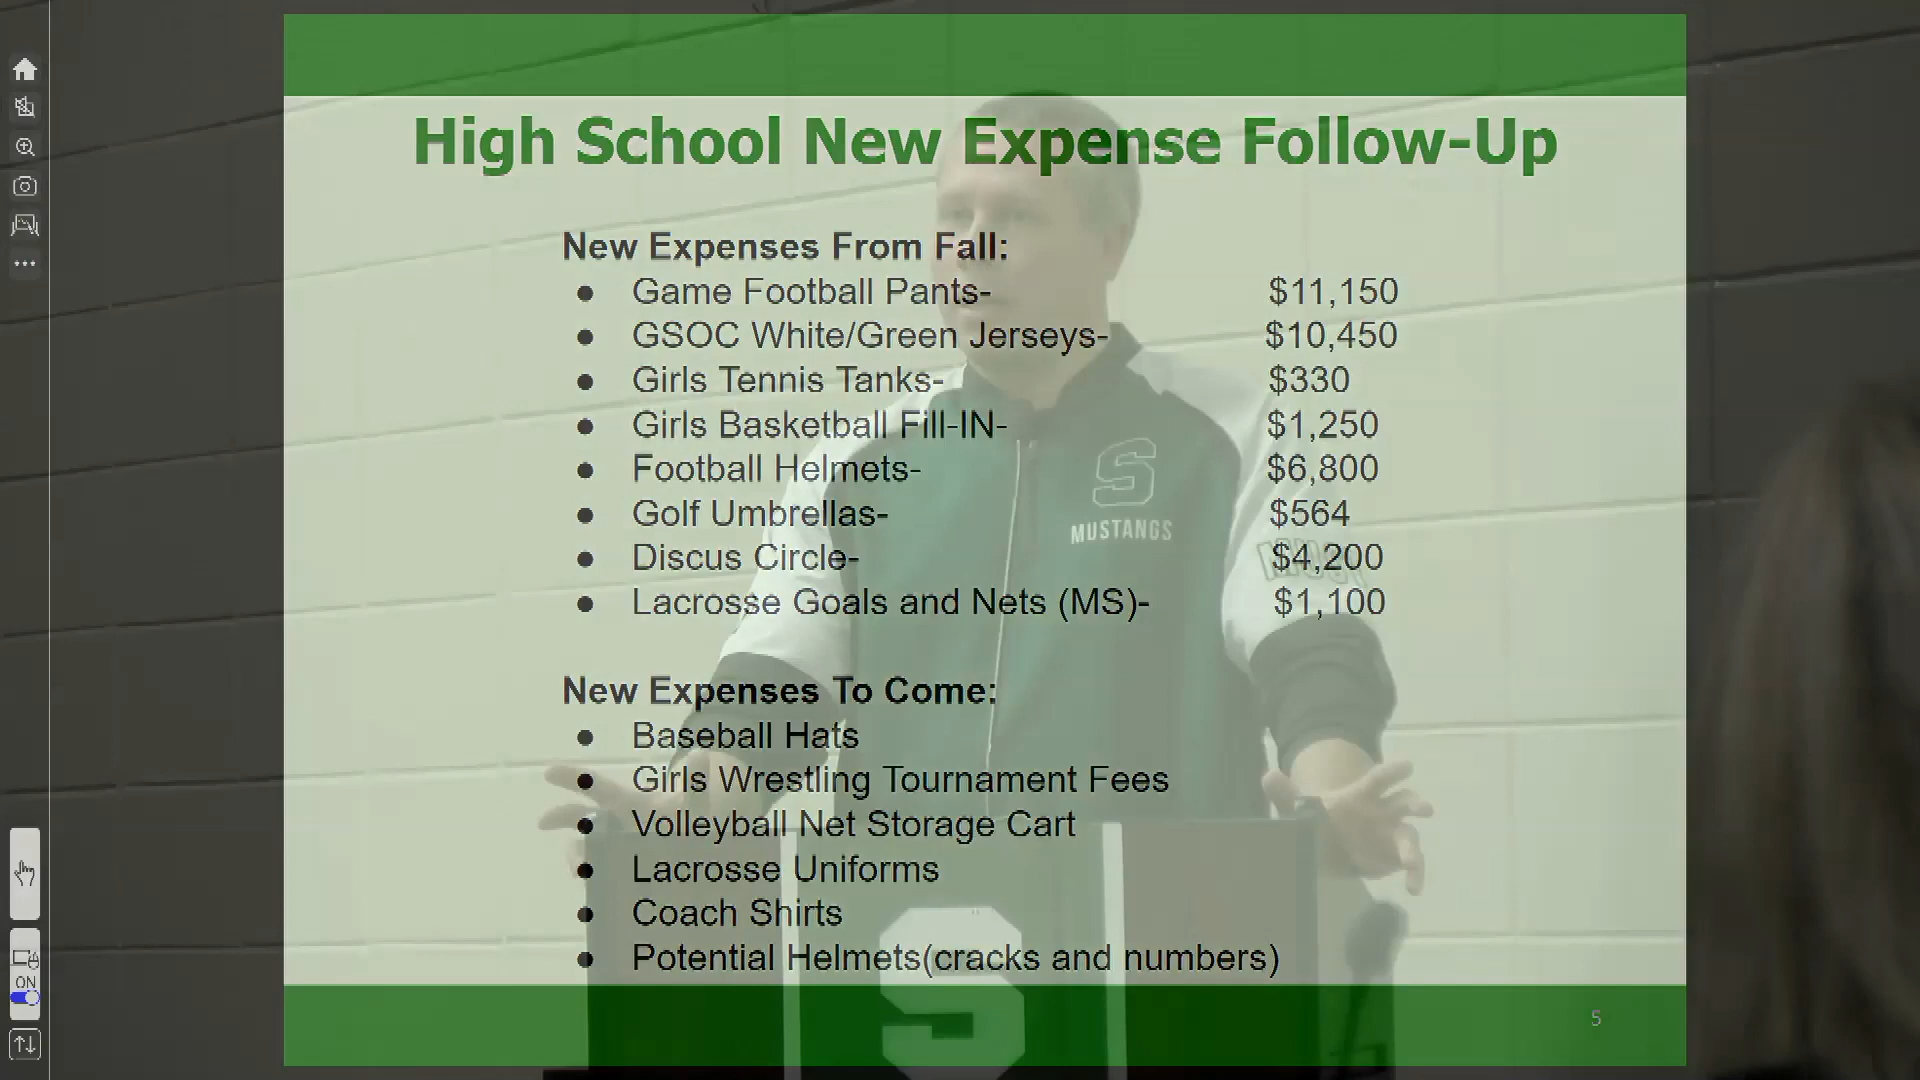 High School New Expense Follow-Up
New Expenses From Fall:
● Game Football Pants- $11,150
● GSOC White/Green Jerseys- $10,450
● Girls Tennis Tanks- $330
● Girls Basketball Fill-IN- $1,250
● Football Helmets- $6,800
● Golf Umbrellas- $564
● Discus Circle- $4,200
● Lacrosse Goals and Nets (MS)- $1,100
New Expenses To Come:
● Baseball Hats
● Girls Wrestling Tournament Fees
● Volleyball Net Storage Cart
● Lacrosse Uniforms
● Coach Shirts
● Potential Helmets(cracks and numbers)
5
S
MUSTANGS
S
ON